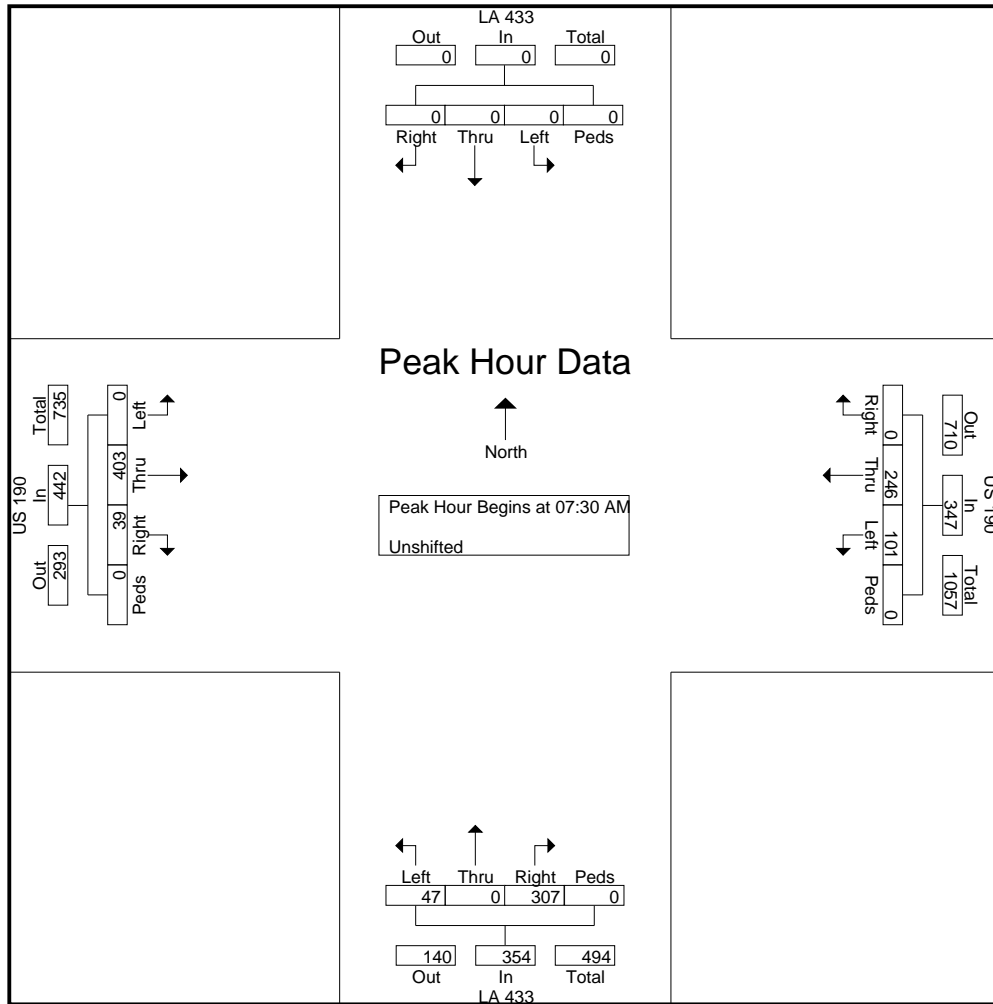 LA 433
Out In Total
0 0 0
0 0 0 0
Right Thru Left Peds
Peak Hour Data
North
Peak Hour Begins at 07:30 AM
Unshifted
US 190
Total In Out
735 442 293
0 403 39 0
Left Thru Right Peds
US 190
Out In Total
710 347 1057
0 246 101 0
Right Thru Left Peds
Left Thru Right Peds
47 0 307 0
140 354 494
Out In Total
LA 433